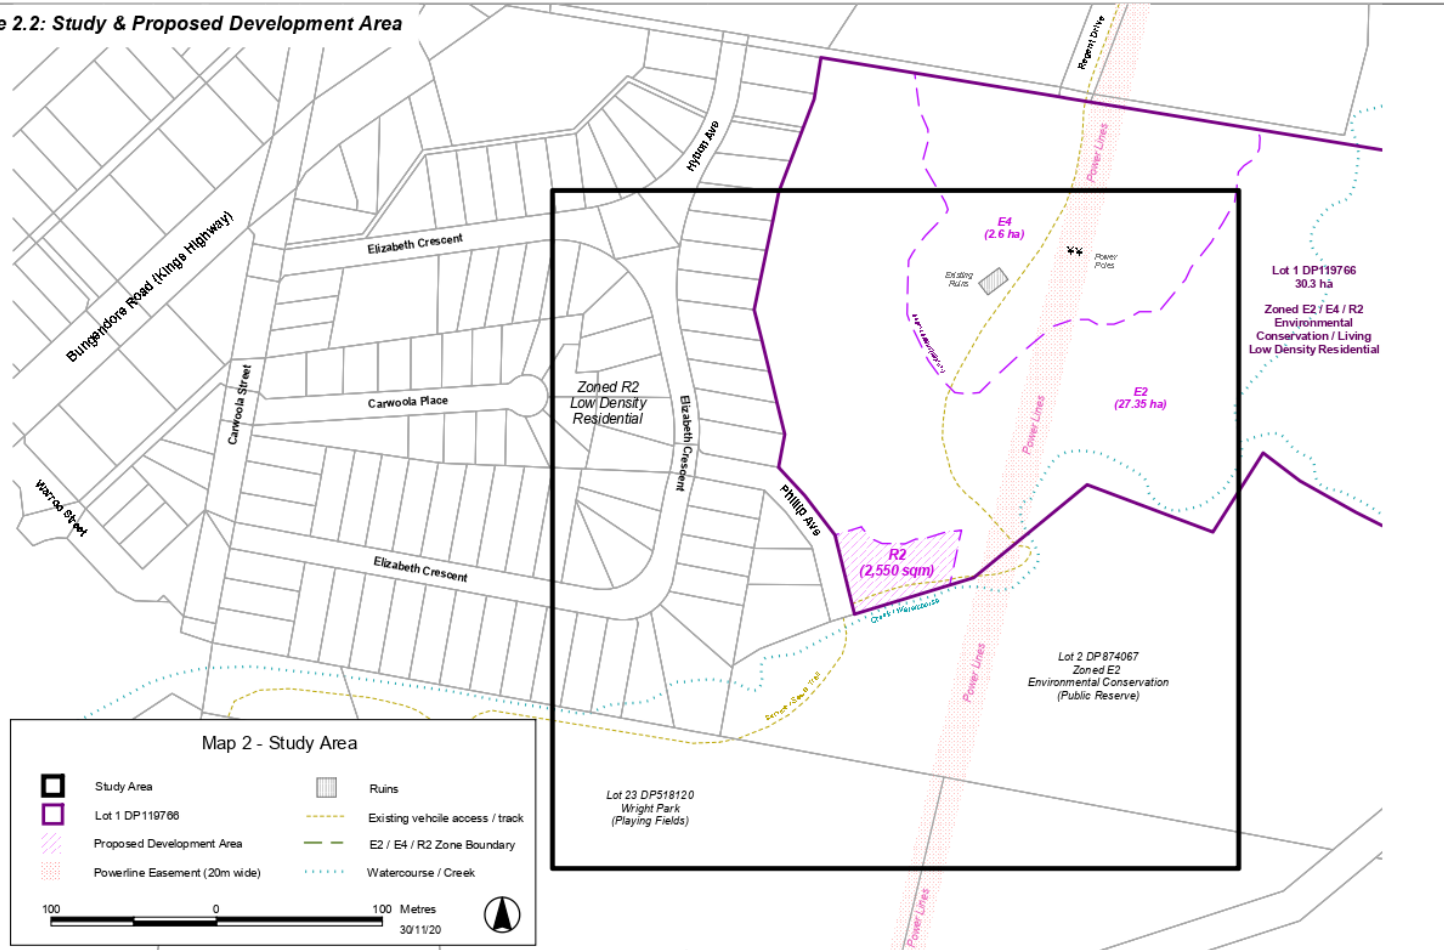 e 2.2: Study & Proposed Development Area
Regent Drive
Hyson Ave
Power Lines
Elizabeth Crescent
Bungendore Road (Kings Highway)
E4
(2.6 ha)
Existing
Ruins
Power
Poles
Lot 1 DP119766
30.3 ha
Zoned E2 / E4 / R2
Environmental
Conservation / Living
Low Density Residential
Carwoola Street
Carwoola Place
Zoned R2
Low Density
Residential
Elizabeth Crescent
Power Lines
E2
(27.35 ha)
Warroo Street
Phillip Ave
R2
(2,550 sqm)
Elizabeth Crescent
Creek / Watercourse
Power Lines
Lot 2 DP874067
Zoned E2
Environmental Conservation
(Public Reserve)
Lot 23 DP518120
Wright Park
(Playing Fields)
Power Lines
Map 2 - Study Area
Study Area
Ruins
Lot 1 DP119766
Existing vehcile access / track
Proposed Development Area
E2 / E4 / R2 Zone Boundary
Powerline Easement (20m wide)
Watercourse / Creek
100 0 100 Metres
30/11/20